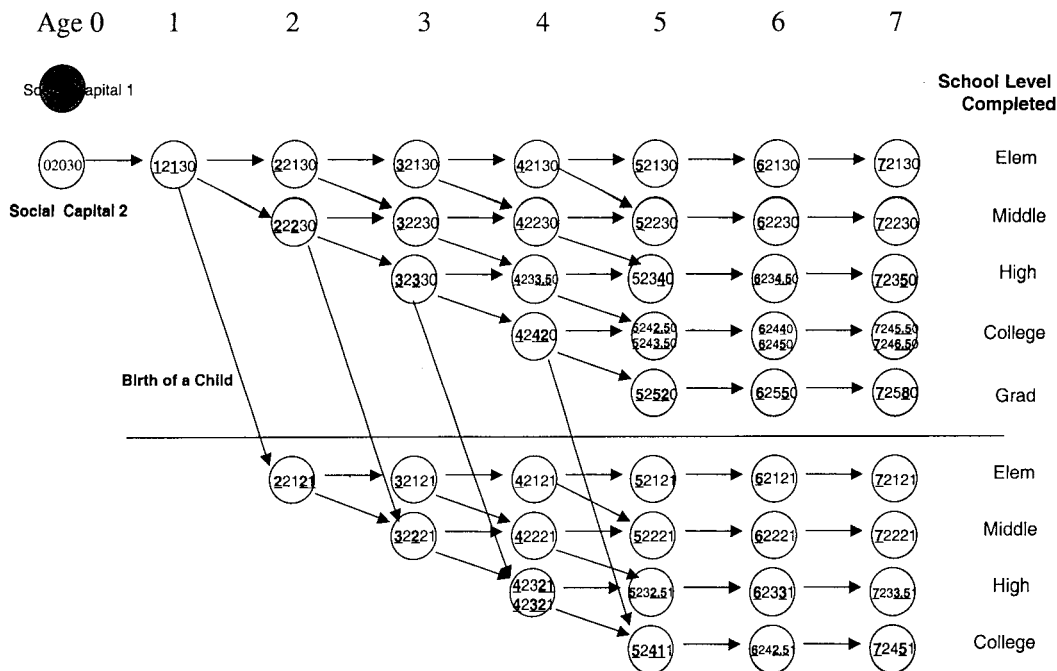 Age 0 1 2 3 4 5 6 7
Social Capital 1
School Level
Completed
02030 12130 22130 32130 42130 52130 62130 72130 Elem
Social Capital 2
22230 32230 42230 52230 62230 72230 Middle
32330 4233.50 52340 6234.50 72350 High
42420 5242.50 62440 7245.50 College
5243.50 62450 7246.50
Birth of a Child
52520 62550 72580 Grad
22121 32121 42121 52121 62121 72121 Elem
32221 42221 52221 62221 72221 Middle
42321 5232.51 62331 7233.51 High
42321
52411 6242.51 72451 College